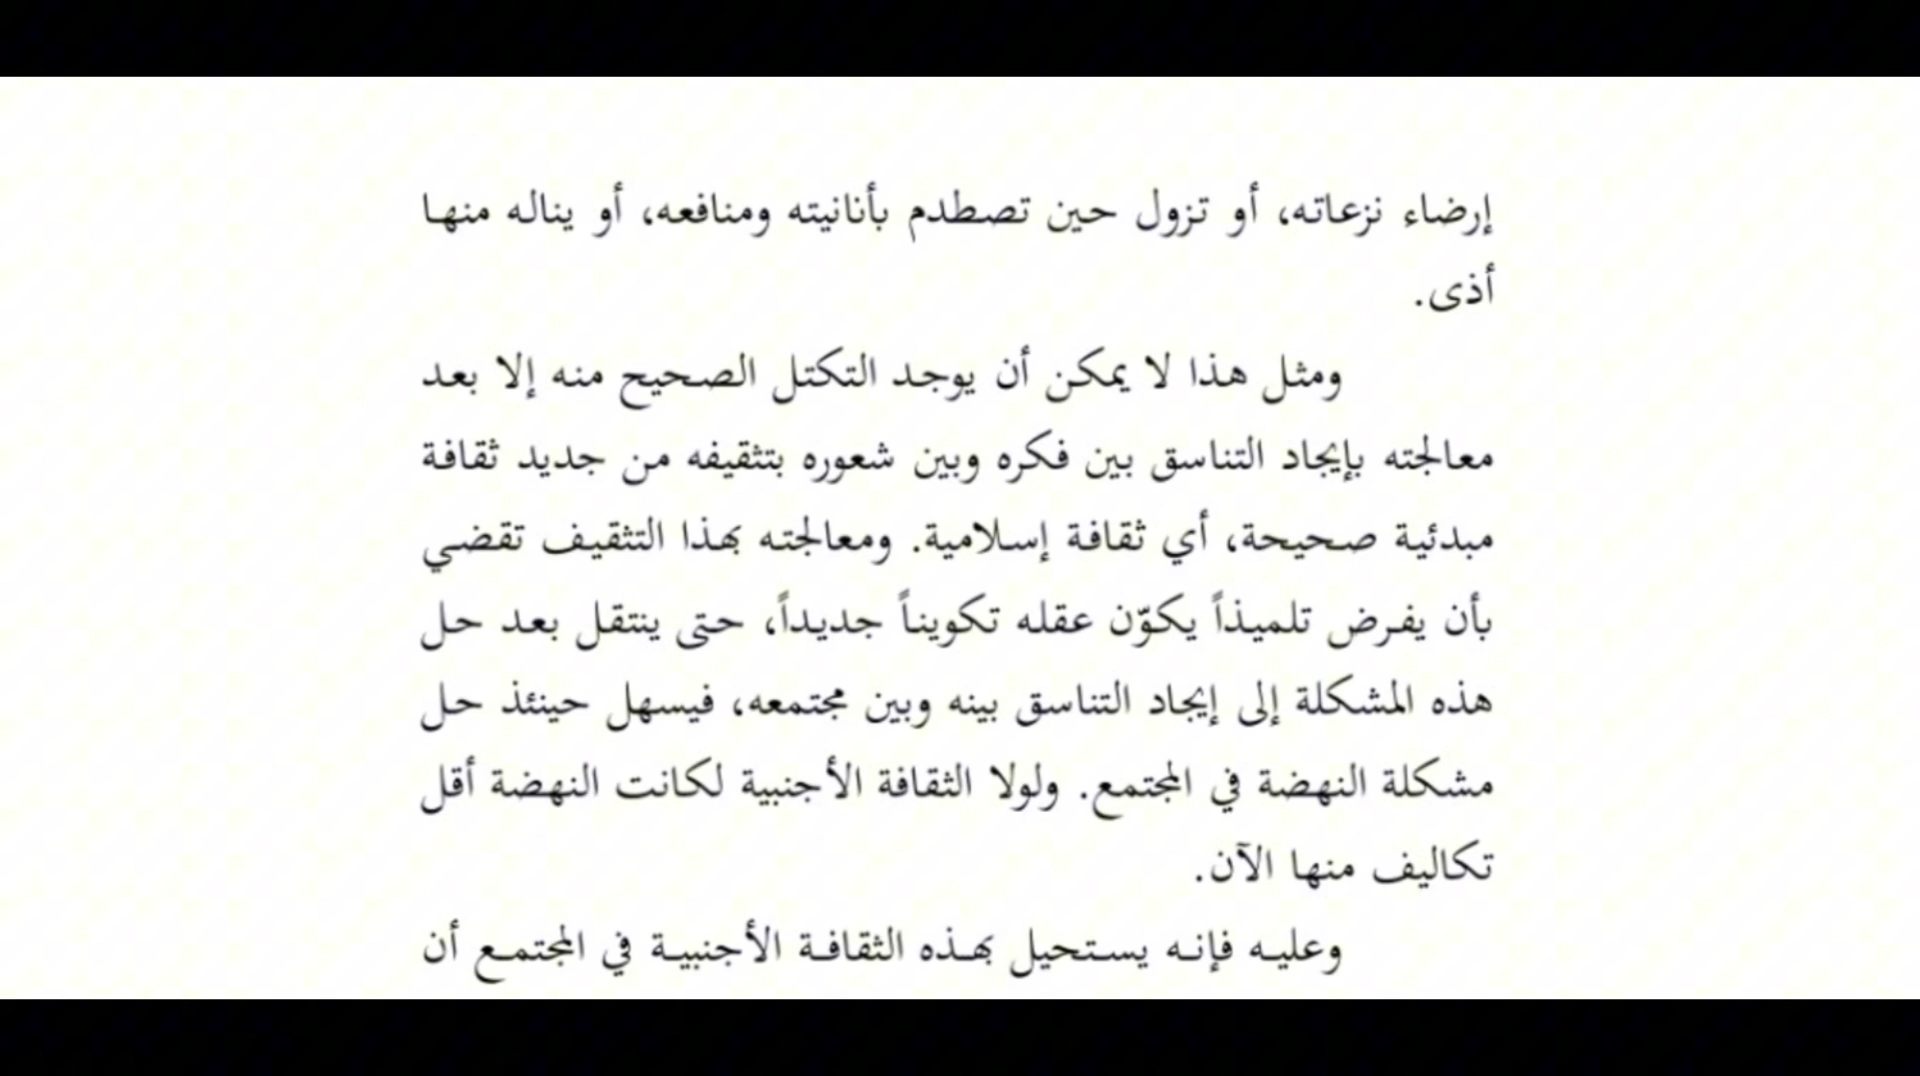 إرضاء نزعاته، أو تزول حين تصطدم بأنانيته ومنافعه، أو يناله منها
أذى.
ومثل هذا لا يمكن أن يوجد التكتل الصحيح منه إلا بعد
معالجته بإيجاد التناسق بين فكره وبين شعوره بتثقيفه من جديد ثقافة
مبدئية صحيحة، أي ثقافة إسلامية. ومعالجته بهذا التثقيف تقضي
بأن يفرض تلميذاً يكوّن عقله تكويناً جديداً، حتى ينتقل بعد حل
هذه المشكلة إلى إيجاد التناسق بينه وبين مجتمعه، فيسهل حينئذ حل
مشكلة النهضة في المجتمع. ولولا الثقافة الأجنبية لكانت النهضة أقل
تكاليف منها الآن.
وعليه فإنه يستحيل بهذه الثقافة الأجنبية في المجتمع أن